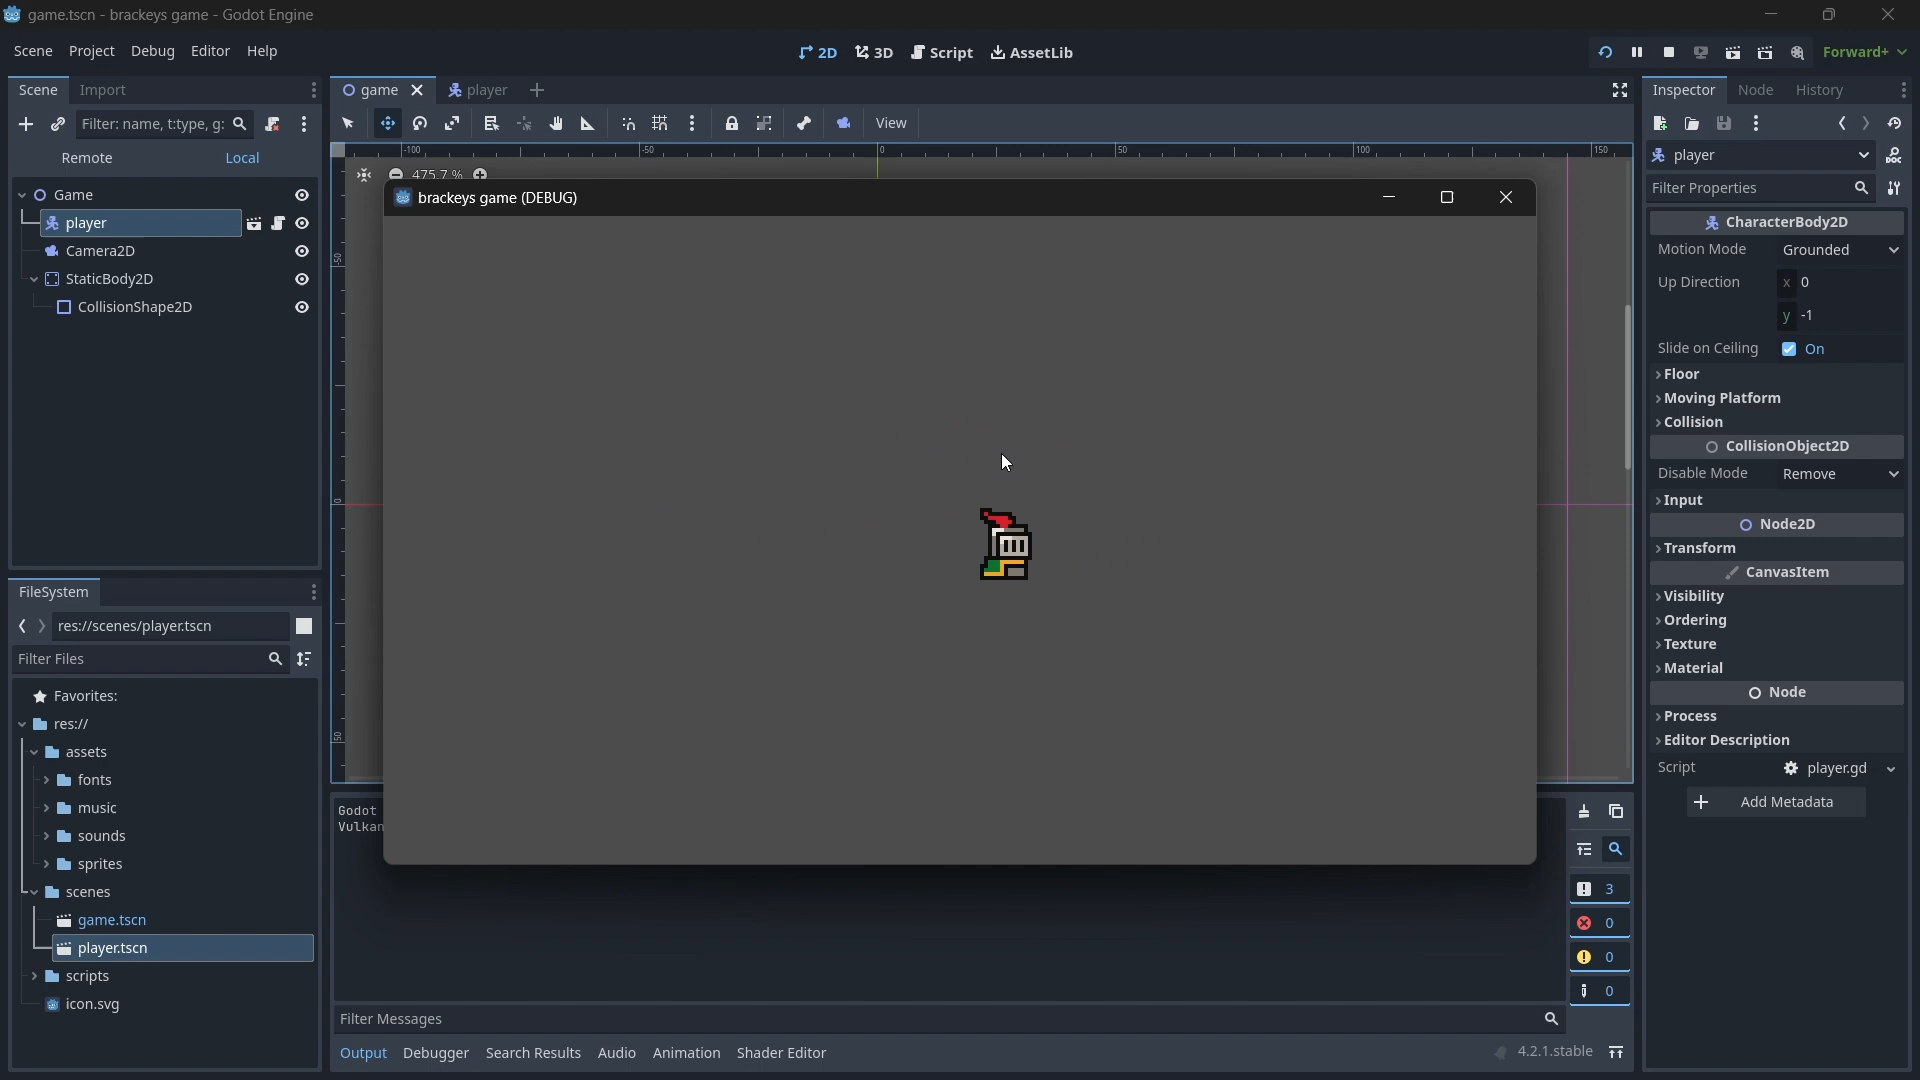 game.tscn - brackeys game - Godot Engine
Scene Project Debug Editor Help
2D 3D Script AssetLib
Forward+
Scene Import
Filter: name, t:type, g:
Remote Local
Game
player
Camera2D
StaticBody2D
CollisionShape2D
FileSystem
res://scenes/player.tscn
Filter Files
Favorites:
res://
assets
fonts
music
sounds
sprites
scenes
game.tscn
player.tscn
scripts
icon.svg
game player
View
-100 -50 0 50 100 150
475.7 %
-50
0
50
brackeys game (DEBUG)
Godot
Vulkan
3
0
0
0
Filter Messages
Output Debugger Search Results Audio Animation Shader Editor
4.2.1.stable
Inspector Node History
player
Filter Properties
CharacterBody2D
Motion Mode Grounded
Up Direction x 0
y -1
Slide on Ceiling On
Floor
Moving Platform
Collision
CollisionObject2D
Disable Mode Remove
Input
Node2D
Transform
CanvasItem
Visibility
Ordering
Texture
Material
Node
Process
Editor Description
Script player.gd
Add Metadata